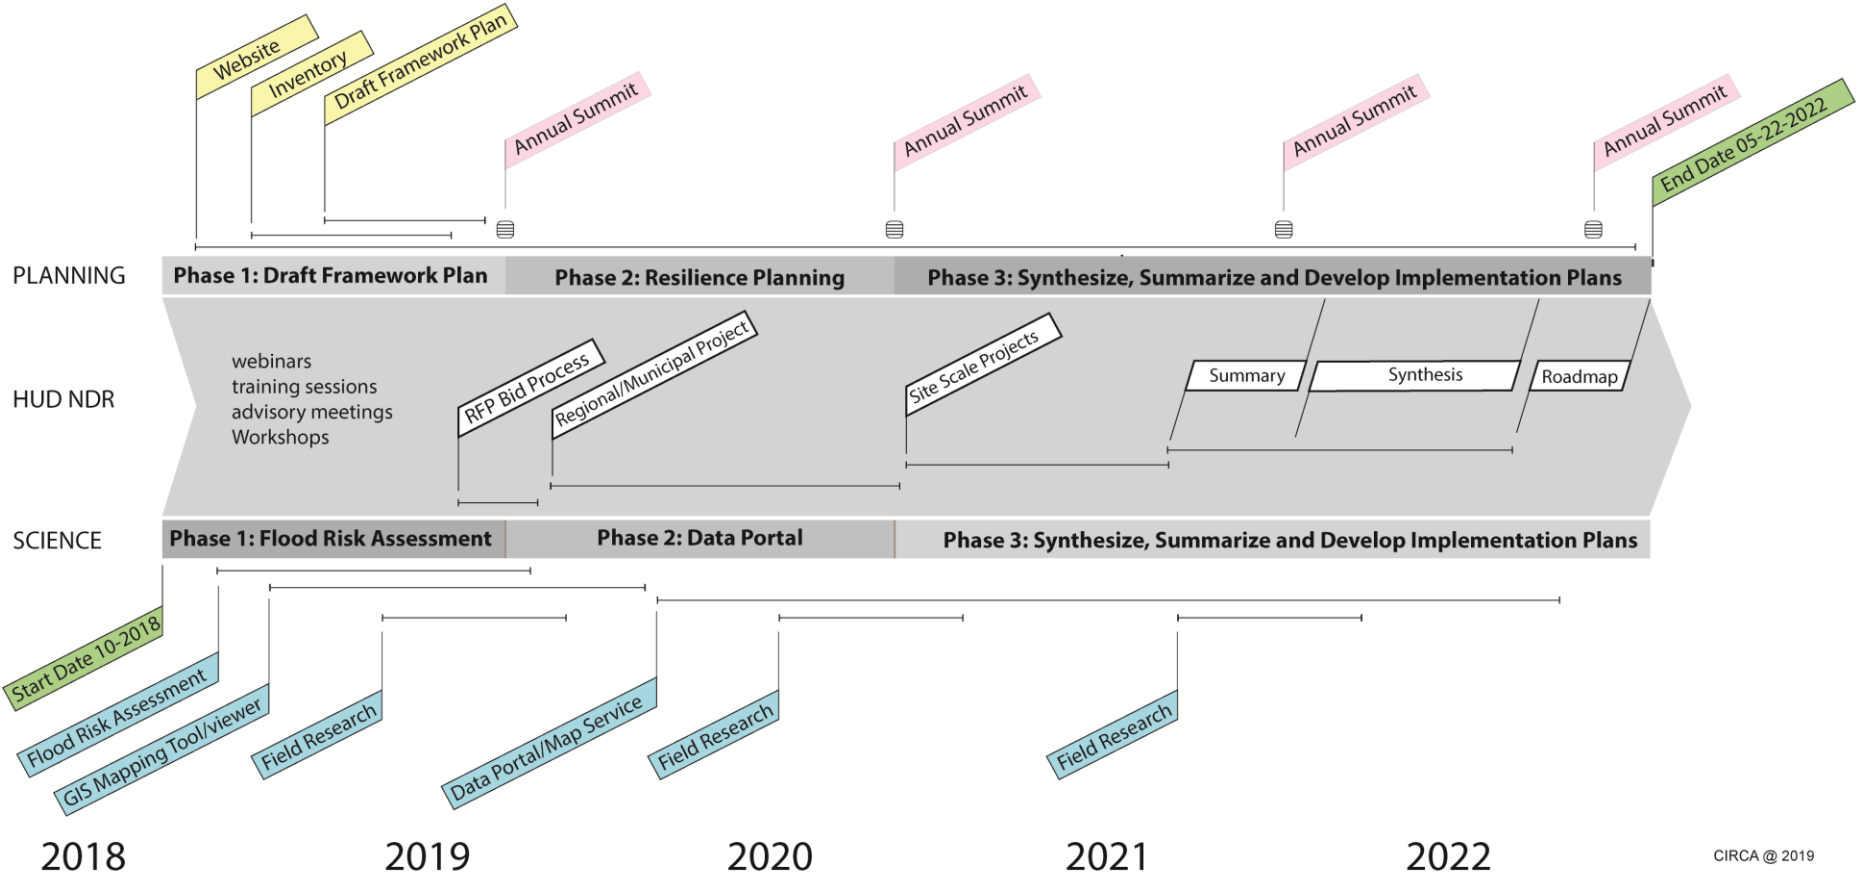 Website
Inventory
Draft Framework Plan
Annual Summit
Annual Summit
Annual Summit
Annual Summit
End Date 05-22-2022
PLANNING
Phase 1: Draft Framework Plan
Phase 2: Resilience Planning
Phase 3: Synthesize, Summarize and Develop Implementation Plans
HUD NDR
webinars
training sessions
advisory meetings
Workshops
RFP Bid Process
Regional/Municipal Project
Site Scale Projects
Summary
Synthesis
Roadmap
SCIENCE
Phase 1: Flood Risk Assessment
Phase 2: Data Portal
Phase 3: Synthesize, Summarize and Develop Implementation Plans
Start Date 10-2018
Flood Risk Assessment
GIS Mapping Tool/viewer
Field Research
Data Portal/Map Service
Field Research
Field Research
2018
2019
2020
2021
2022
CIRCA @ 2019